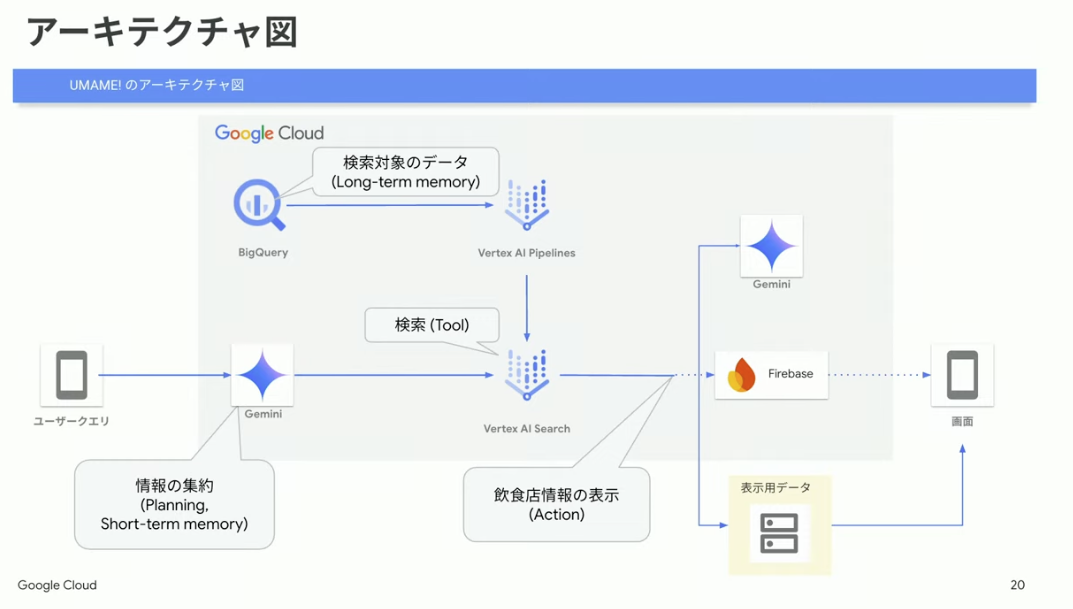 アーキテクチャ図
UMAME! のアーキテクチャ図
Google Cloud
検索対象のデータ
(Long-term memory)
BigQuery
Vertex AI Pipelines
Gemini
検索 (Tool)
ユーザークエリ
Gemini
Vertex AI Search
Firebase
画面
情報の集約
(Planning,
Short-term memory)
飲食店情報の表示
(Action)
表示用データ
Google Cloud
20